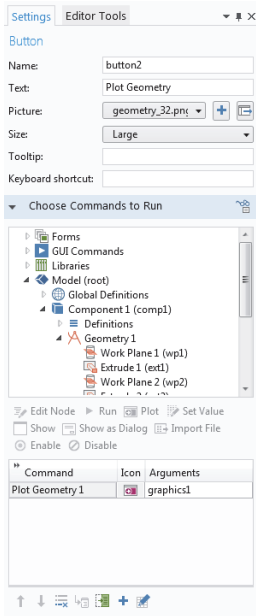 Settings Editor Tools
Button
Name: button2
Text: Plot Geometry
Picture: geometry_32.png
Size: Large
Tooltip:
Keyboard shortcut:
Choose Commands to Run
Forms
GUI Commands
Libraries
Model (root)
Global Definitions
Component 1 (comp1)
Definitions
Geometry 1
Work Plane 1 (wp1)
Extrude 1 (ext1)
Work Plane 2 (wp2)
Edit Node Run Plot Set Value
Show Show as Dialog Import File
Enable Disable
Command Icon Arguments
Plot Geometry 1 graphics1